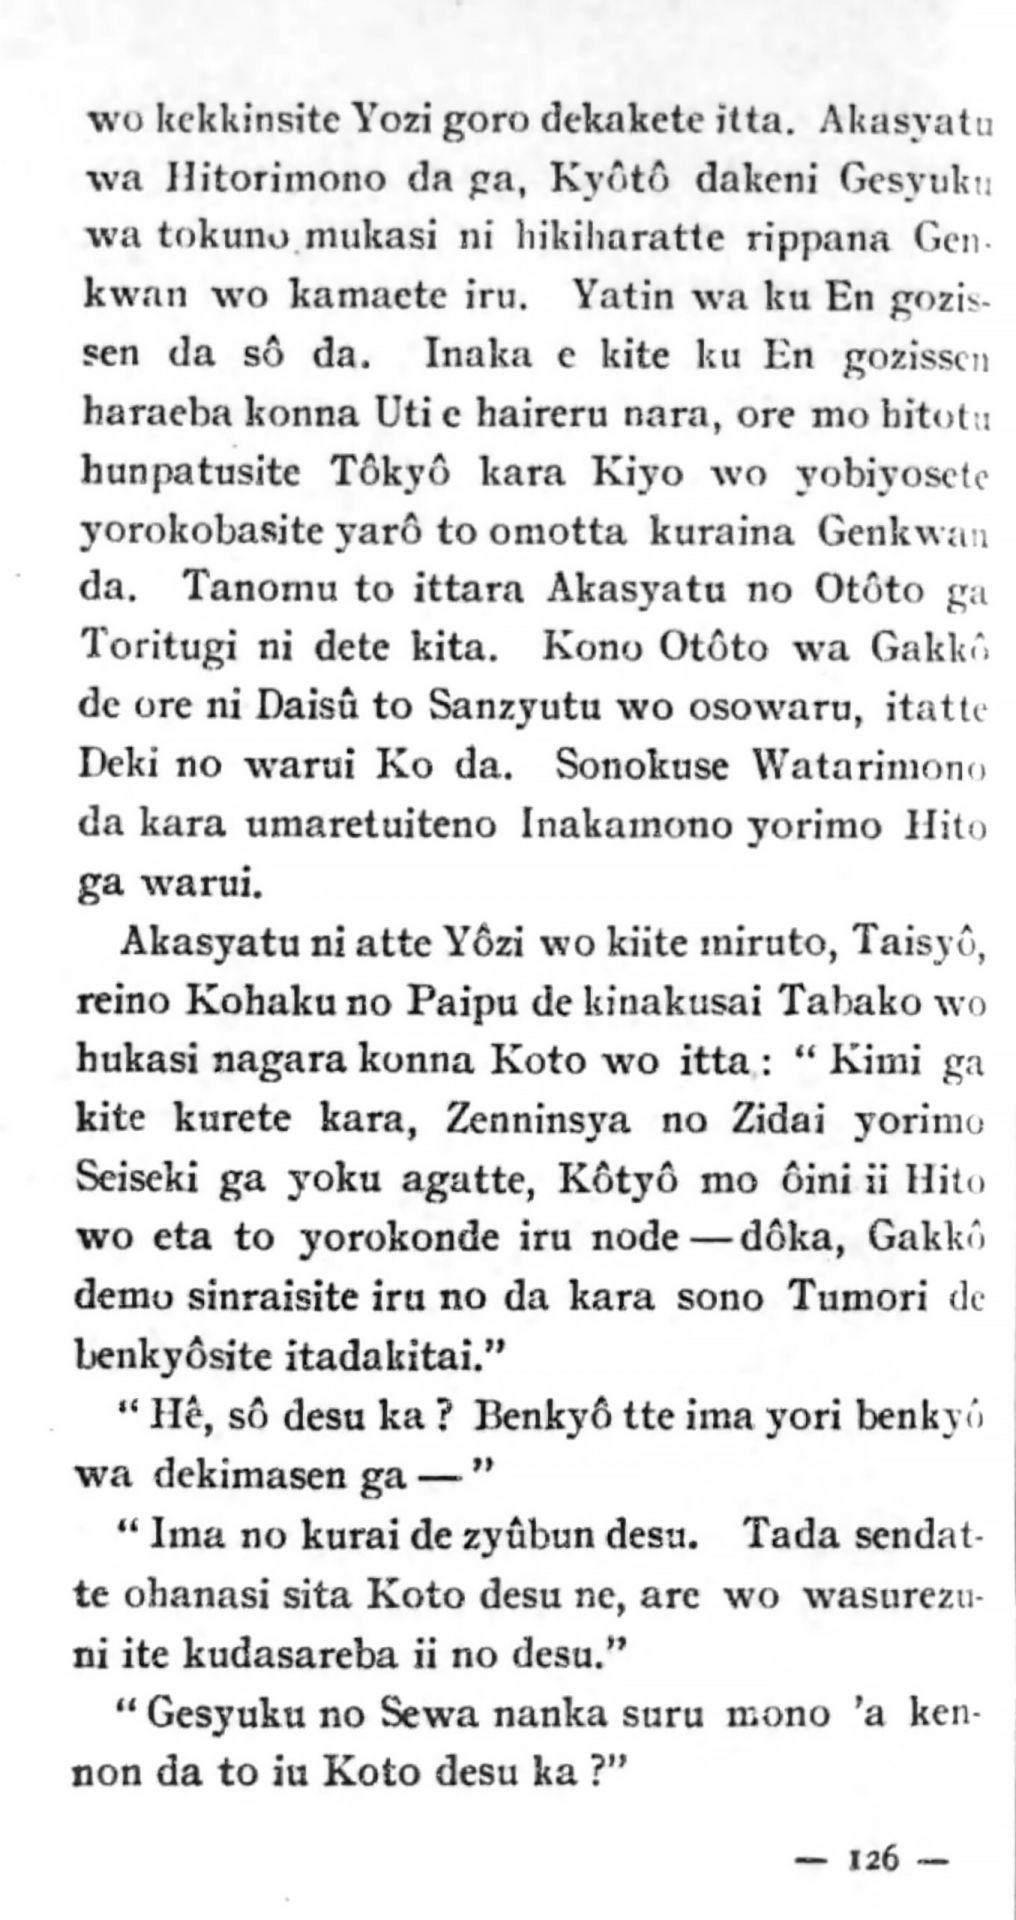 wo kekkinsite Yozi goro dekakete itta. Akasyatu
wa Hitorimono da ga, Kyôtô dakeni Gesyuku
wa tokuno mukasi ni hikiharatte rippana Gen-
kwan wo kamaete iru. Yatin wa ku En gozis-
sen da sô da. Inaka e kite ku En gozissen
haraeba konna Uti e haireru nara, ore mo hitotu
hunpatusite Tôkyô kara Kiyo wo yobiyosete
yorokobasite yarô to omotta kuraina Genkwan
da. Tanomu to ittara Akasyatu no Otôto ga
Toritugi ni dete kita. Kono Otôto wa Gakkô
de ore ni Daisû to Sanzyutu wo osowaru, itatte
Deki no warui Ko da. Sonokuse Watarimono
da kara umaretuiteno Inakamono yorimo Hito
ga warui.
Akasyatu ni atte Yôzi wo kiite miruto, Taisyô,
reino Kohaku no Paipu de kinakusai Tabako wo
hukasi nagara konna Koto wo itta : “ Kimi ga
kite kurete kara, Zenninsya no Zidai yorimo
Seiseki ga yoku agatte, Kôtyô mo ôini ii Hito
wo eta to yorokonde iru node — dôka, Gakkô
demo sinraisite iru no da kara sono Tumori de
benkyôsite itadakitai.”
“ Hê, sô desu ka ? Benkyô tte ima yori benkyô
wa dekimasen ga — ”
“ Ima no kurai de zyûbun desu. Tada sendat-
te ohanasi sita Koto desu ne, are wo wasurezu-
ni ite kudasareba ii no desu.”
“ Gesyuku no Sewa nanka suru mono ’a ken-
non da to iu Koto desu ka ?”
— 126 —